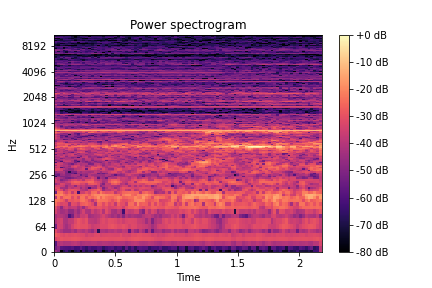 Power spectrogram
8192
4096
2048
1024
512
256
128
64
0
Hz
0 0.5 1 1.5 2
Time
+0 dB
-10 dB
-20 dB
-30 dB
-40 dB
-50 dB
-60 dB
-70 dB
-80 dB